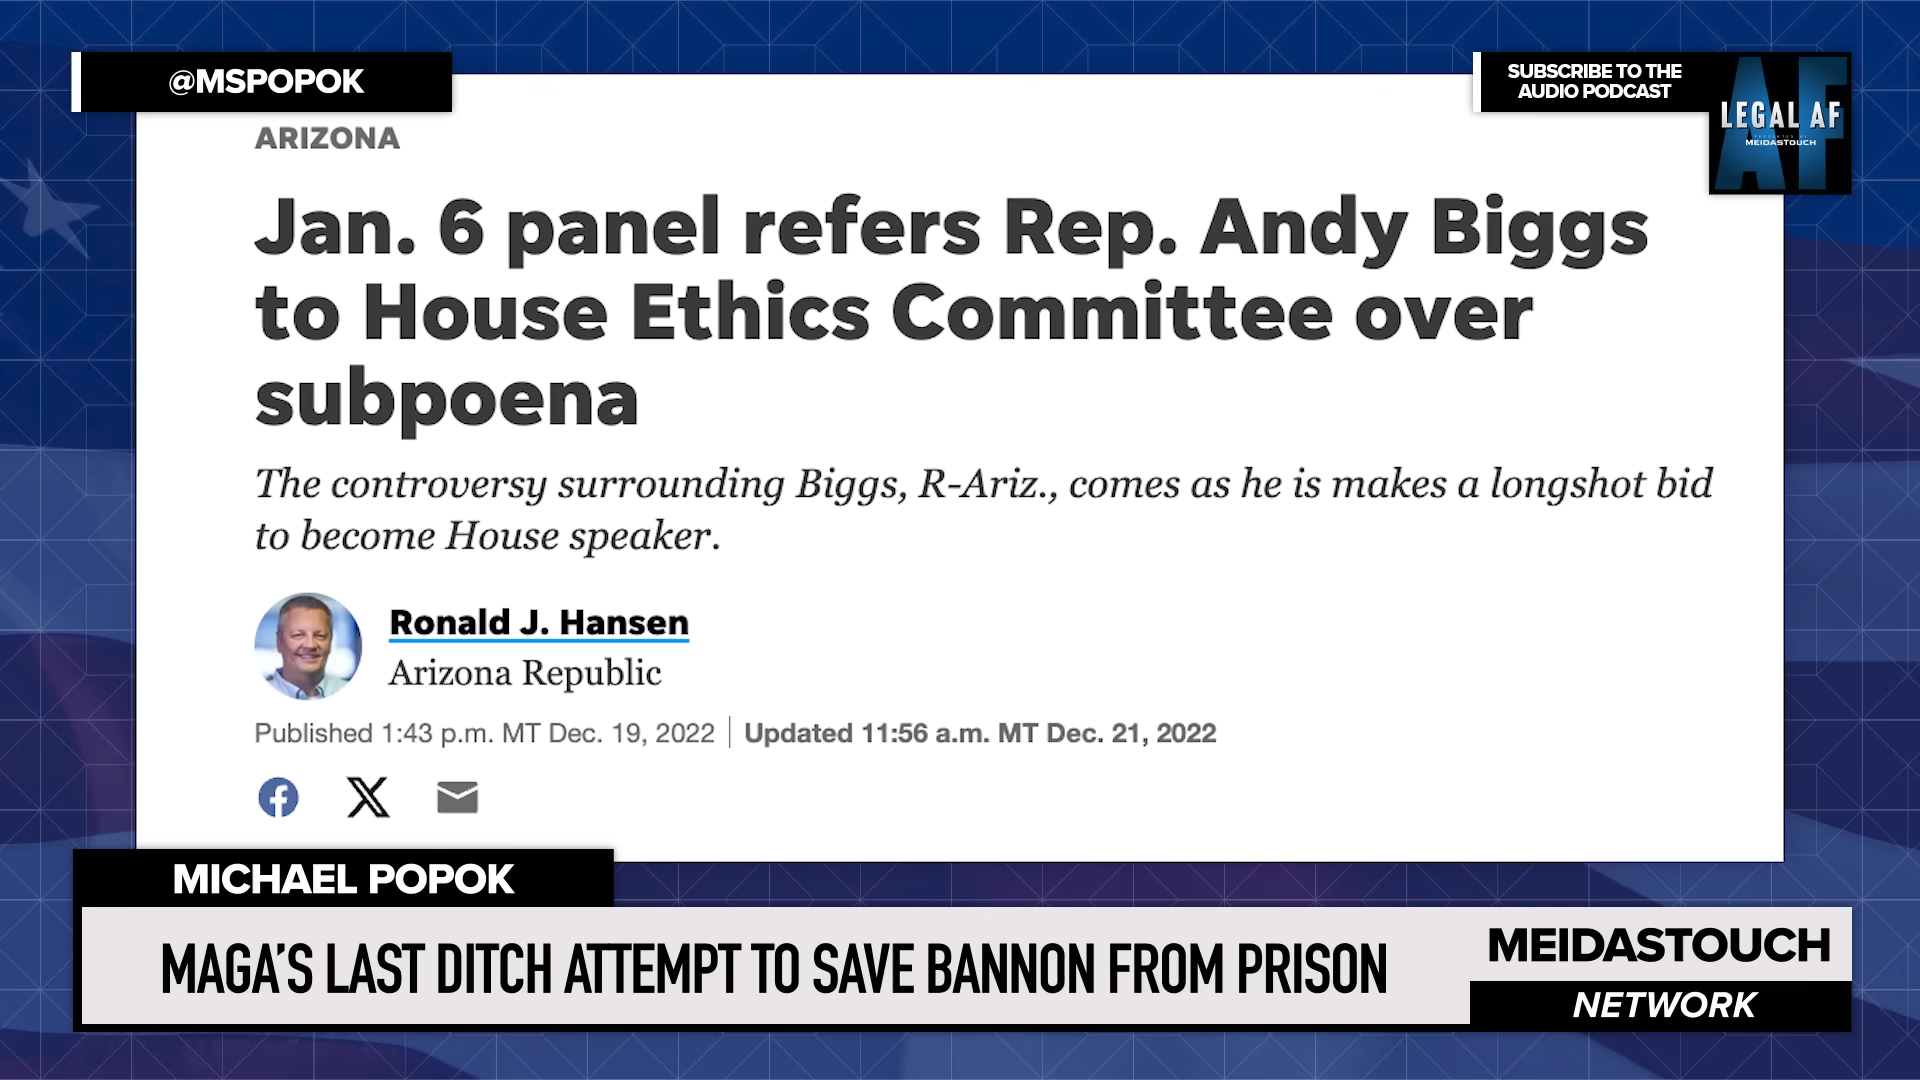 @MSPOPOK
SUBSCRIBE TO THE
AUDIO PODCAST
LEGAL AF
MEIDASTOUCH
ARIZONA
Jan. 6 panel refers Rep. Andy Biggs
to House Ethics Committee over
subpoena
The controversy surrounding Biggs, R-Ariz., comes as he is makes a longshot bid
to become House speaker.
Ronald J. Hansen
Arizona Republic
Published 1:43 p.m. MT Dec. 19, 2022 | Updated 11:56 a.m. MT Dec. 21, 2022
MICHAEL POPOK
MAGA'S LAST DITCH ATTEMPT TO SAVE BANNON FROM PRISON
MEIDASTOUCH
NETWORK